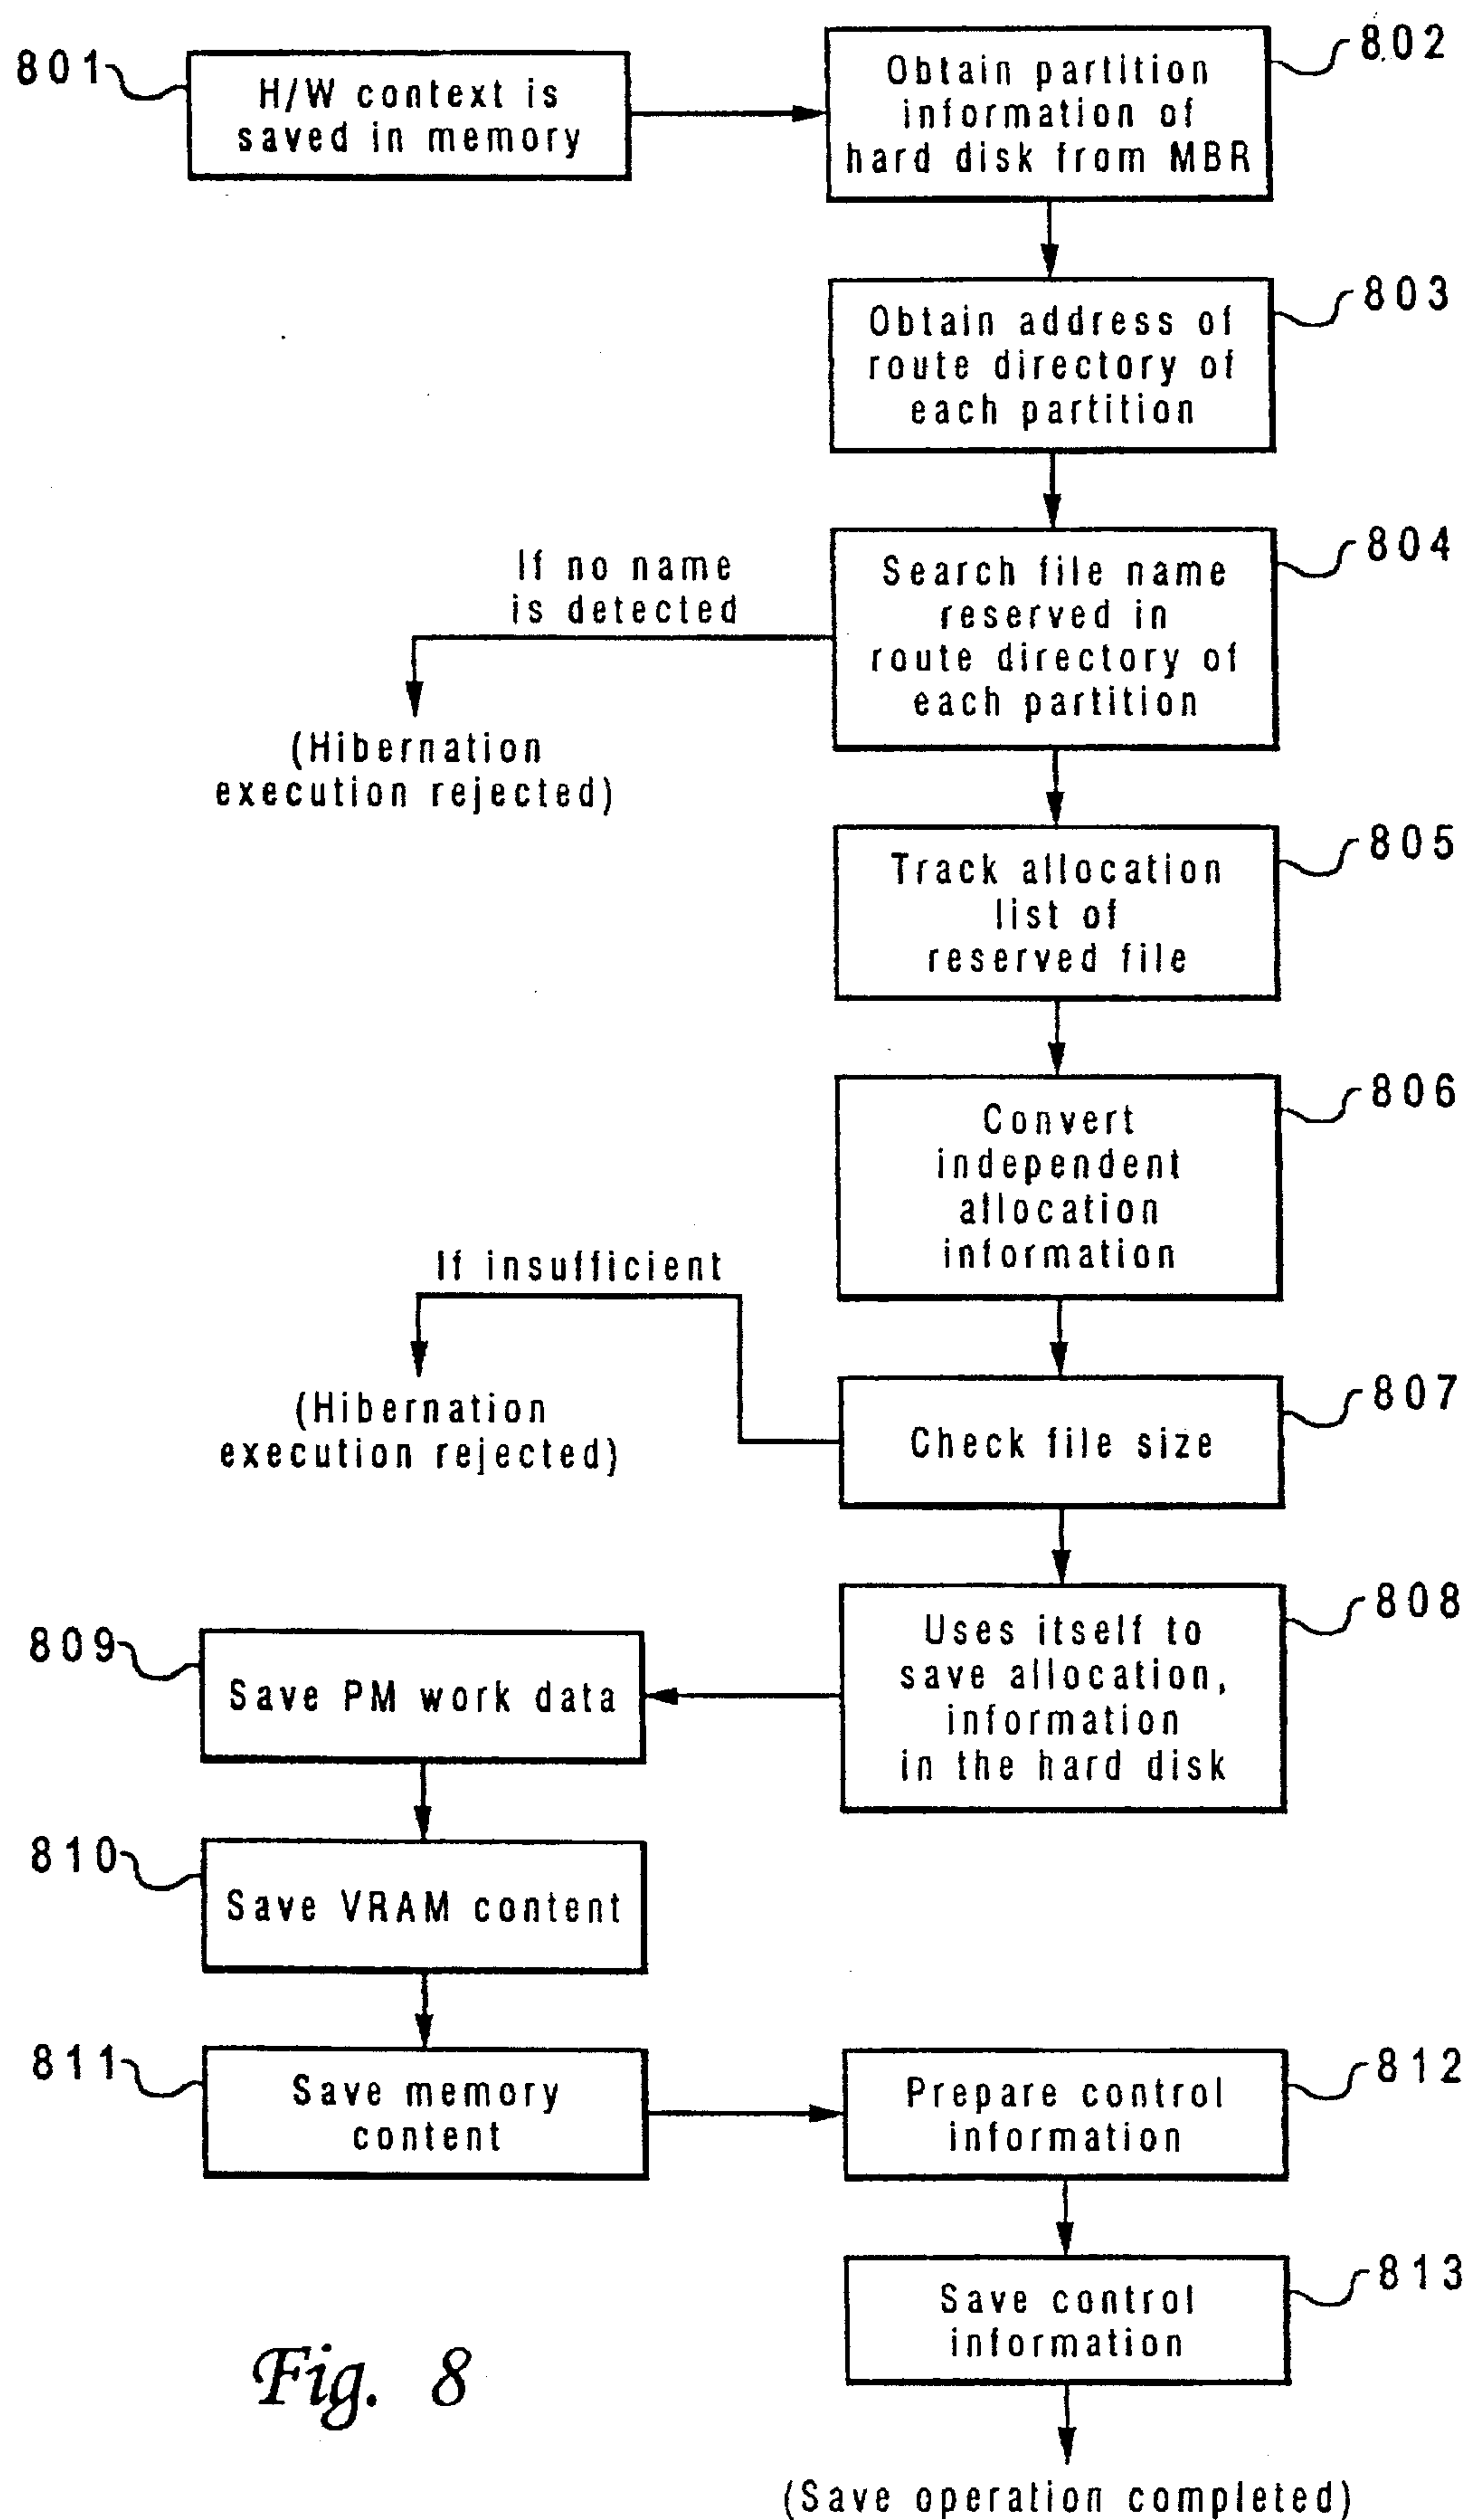 801
H/W context is
saved in memory
802
Obtain partition
information of
hard disk from MBR
803
Obtain address of
route directory of
each partition
804
Search file name
reserved in
route directory of
each partition
If no name
is detected
(Hibernation
execution rejected)
805
Track allocation
list of
reserved file
806
Convert
independent
allocation
information
807
Check file size
If insufficient
(Hibernation
execution rejected)
808
Uses itself to
save allocation,
information
in the hard disk
809
Save PM work data
810
Save VRAM content
811
Save memory
content
812
Prepare control
information
813
Save control
information
(Save operation completed)
Fig. 8